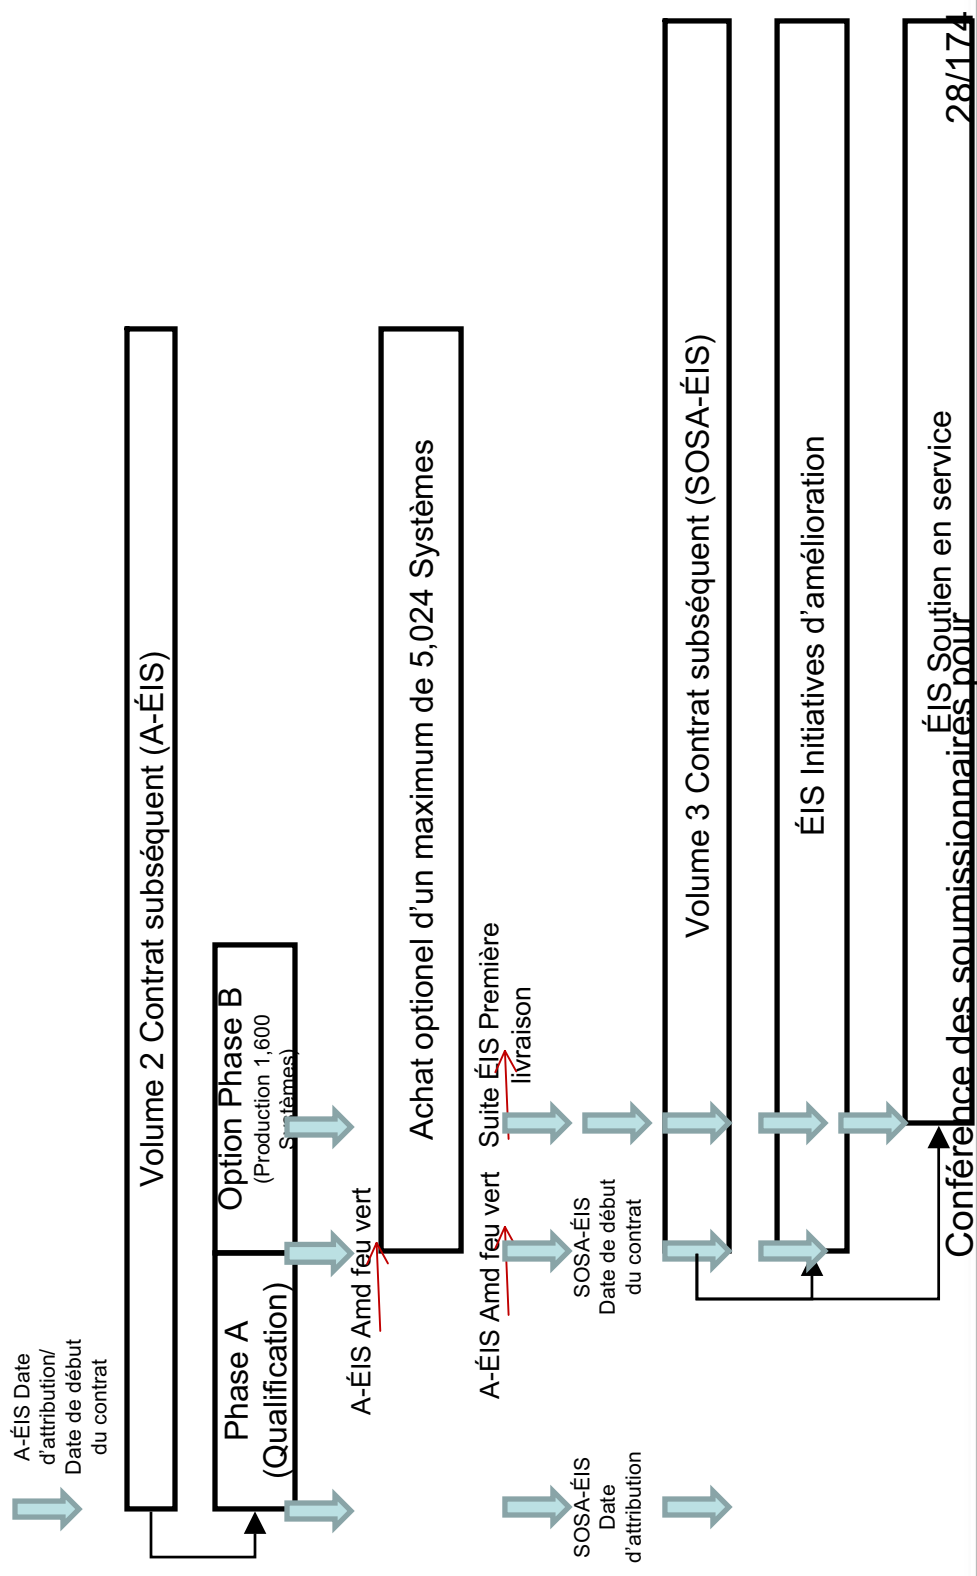 A-ÉIS Date
d'attribution/
Date de début
du contrat
Volume 2 Contrat subséquent (A-ÉIS)
Phase A
(Qualification)
Option Phase B
(Production 1,600
Systèmes)
A-ÉIS Amd feu vert
Achat optionel d'un maximum de 5,024 Systèmes
A-ÉIS Amd feu vert
Suite ÉIS Première
livraison
SOSA-ÉIS
Date
d'attribution
SOSA-ÉIS
Date de début
du contrat
Volume 3 Contrat subséquent (SOSA-ÉIS)
ÉIS Initiatives d'amélioration
ÉIS Soutien en service
Conférence des soumissionnaires pour
28/174